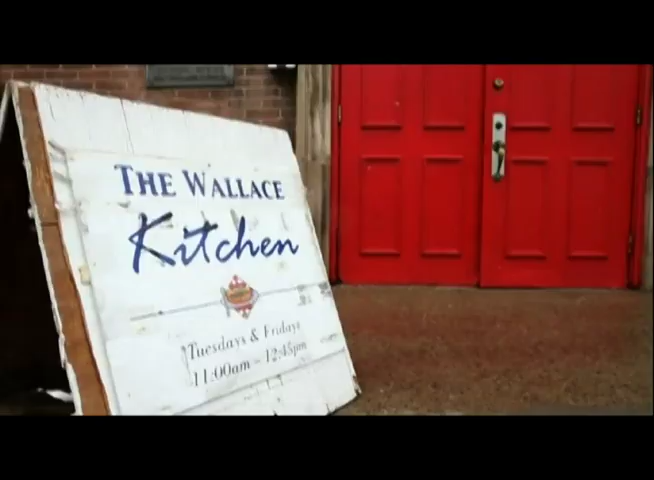 THE WALLACE
Kitchen
Tuesdays & Fridays
11:00am - 12:45pm